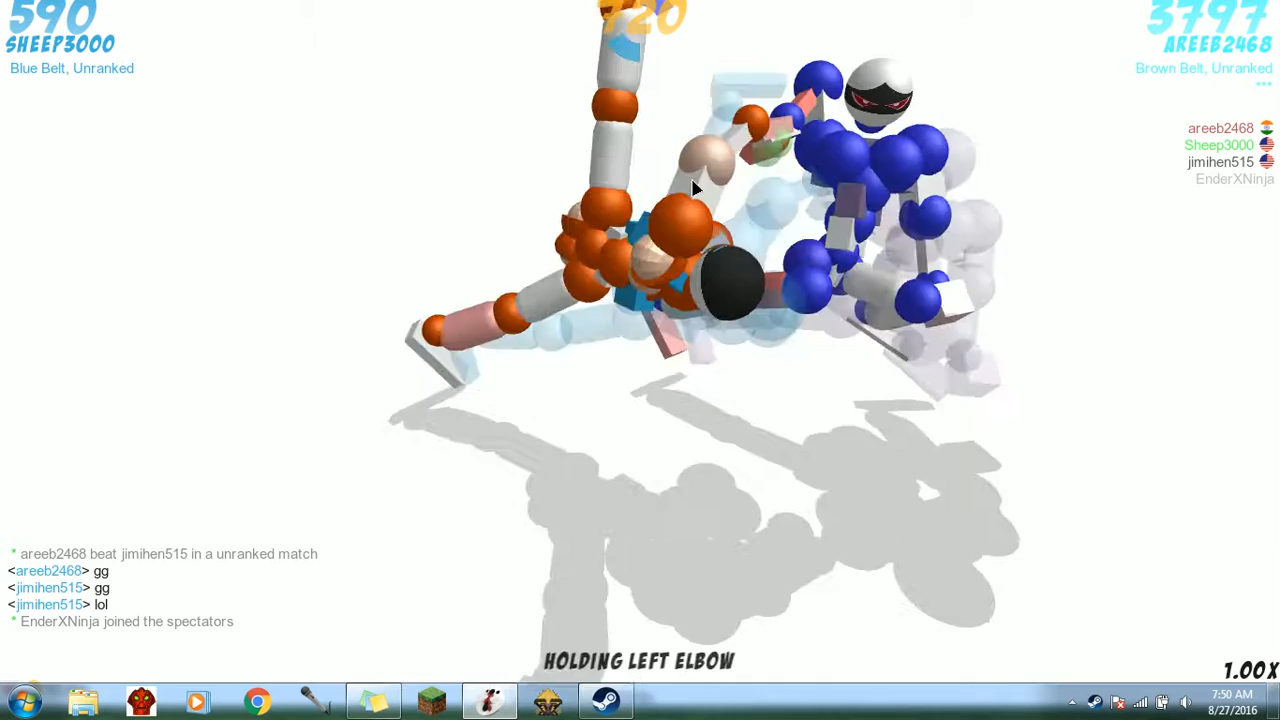 590
720
3797
SHEEP3000
AREEB2468
Blue Belt, Unranked
Brown Belt, Unranked
...
areeb2468
Sheep3000
jimihen515
EnderXNinja
* areeb2468 beat jimihen515 in a unranked match
<areeb2468> gg
<jimihen515> gg
<jimihen515> lol
* EnderXNinja joined the spectators
HOLDING LEFT ELBOW
1.00X
7:50 AM
8/27/2016